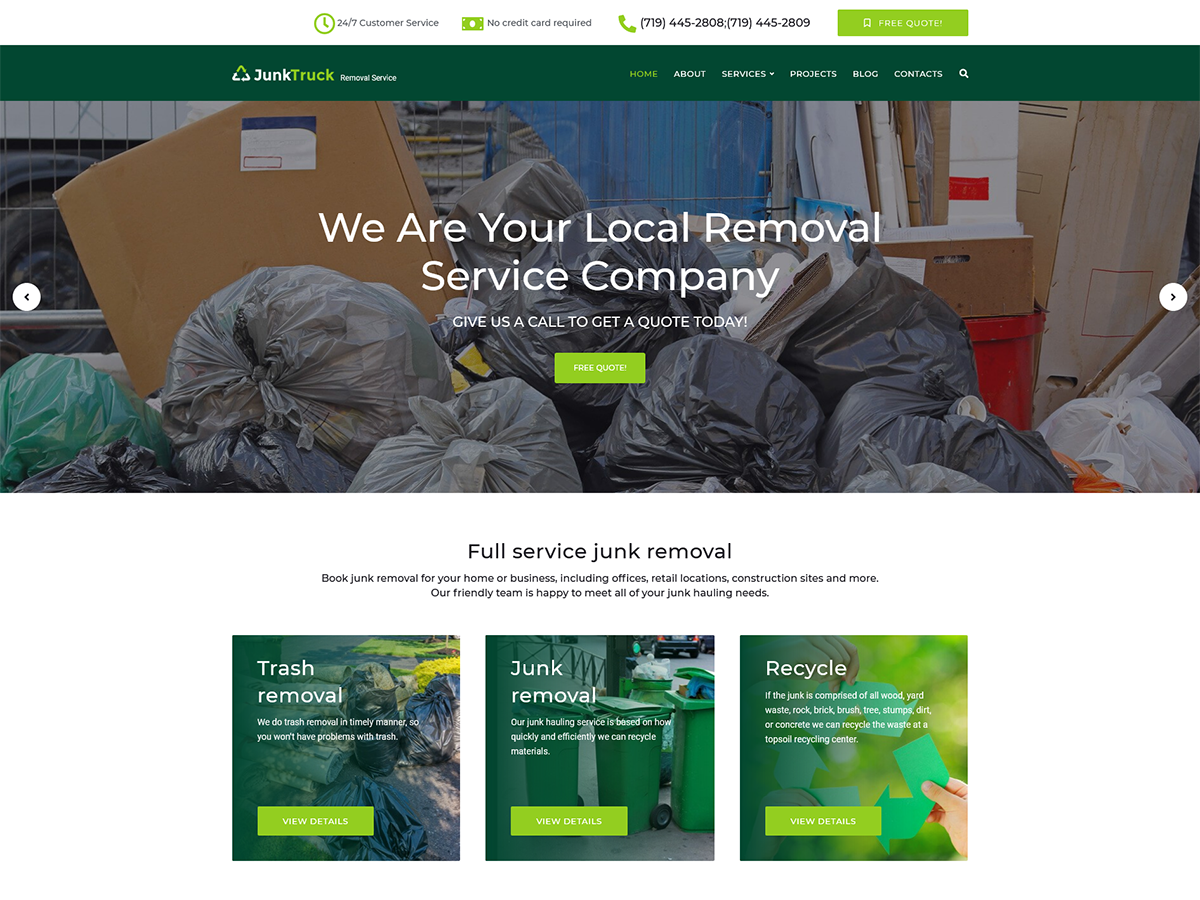 24/7 Customer Service
No credit card required
(719) 445-2808;(719) 445-2809
FREE QUOTE!
JunkTruck Removal Service
HOME ABOUT SERVICES PROJECTS BLOG CONTACTS
We Are Your Local Removal
Service Company
GIVE US A CALL TO GET A QUOTE TODAY!
FREE QUOTE!
Full service junk removal
Book junk removal for your home or business, including offices, retail locations, construction sites and more.
Our friendly team is happy to meet all of your junk hauling needs.
Trash
removal
We do trash removal in timely manner, so
you won't have problems with trash.
VIEW DETAILS
Junk
removal
Our junk hauling service is based on how
quickly and efficiently we can recycle
materials.
VIEW DETAILS
Recycle
If the junk is comprised of all wood, yard
waste, rock, brick, brush, tree, stumps, dirt,
or concrete we can recycle the waste at a
topsoil recycling center.
VIEW DETAILS